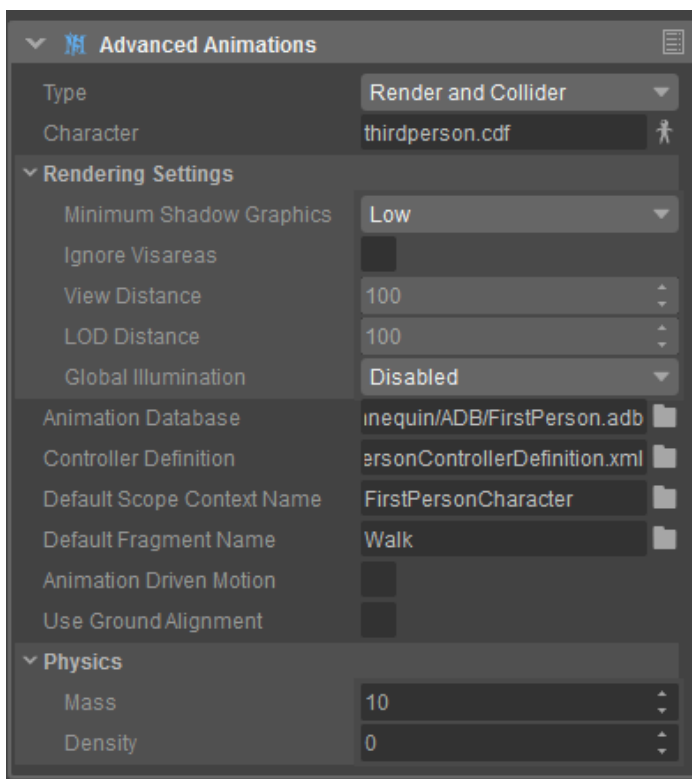 Advanced Animations
Type Render and Collider
Character thirdperson.cdf
Rendering Settings
Minimum Shadow Graphics Low
Ignore Visareas
View Distance 100
LOD Distance 100
Global Illumination Disabled
Animation Database nequin/ADB/FirstPerson.adb
Controller Definition ersonControllerDefinition.xml
Default Scope Context Name FirstPersonCharacter
Default Fragment Name Walk
Animation Driven Motion
Use Ground Alignment
Physics
Mass 10
Density 0